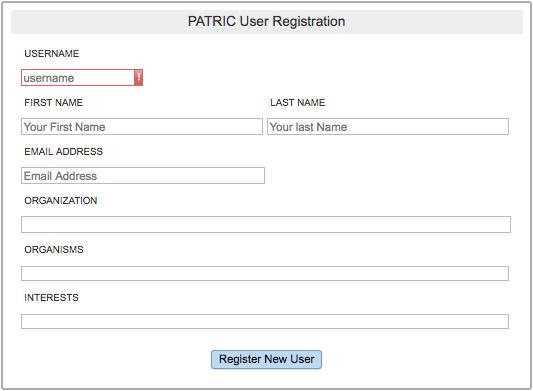 PATRIC User Registration
USERNAME
username !
FIRST NAME LAST NAME
Your First Name Your last Name
EMAIL ADDRESS
Email Address
ORGANIZATION
ORGANISMS
INTERESTS
Register New User